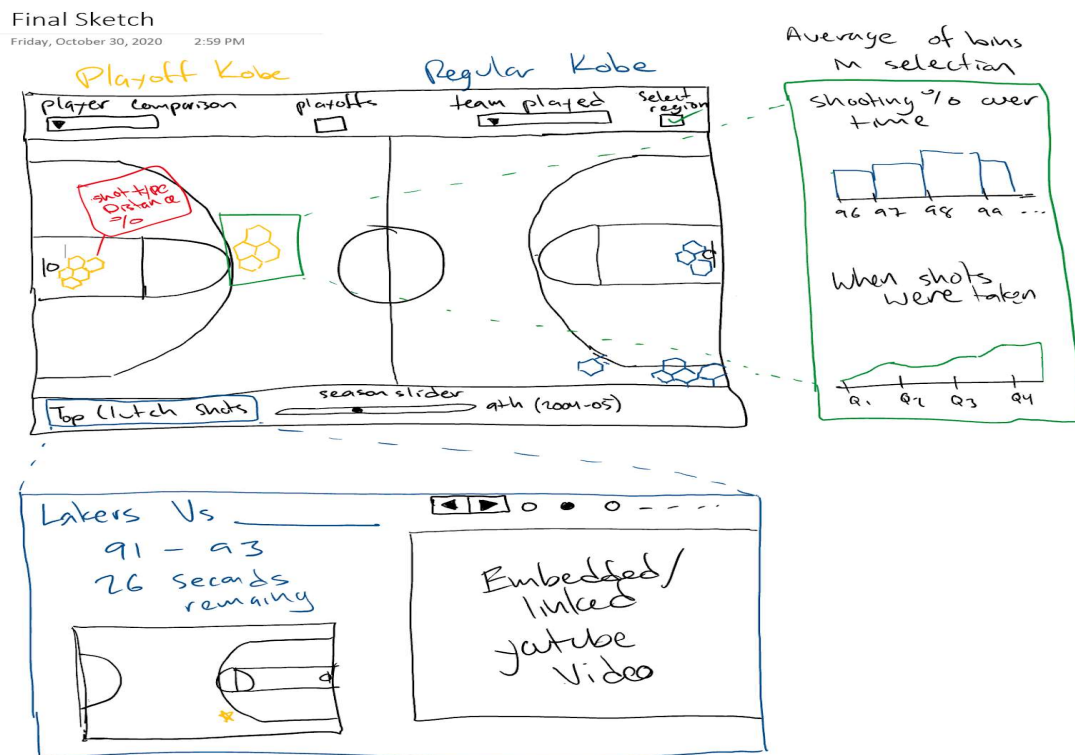 Final Sketch
Friday, October 30, 2020 2:59 PM
Playoff Kobe
Regular Kobe
player comparison
playoffs
team played
Select
region
shot type
Distance
%
Top Clutch Shots
season slider
9th (2004-05)
Average of bins
in selection
shooting % over
time
96 97 98 99 ...
When shots
were taken
Q1 Q2 Q3 Q4
Lakers Vs
91 - 93
26 seconds
remaining
Embedded/
linked
youtube
Video